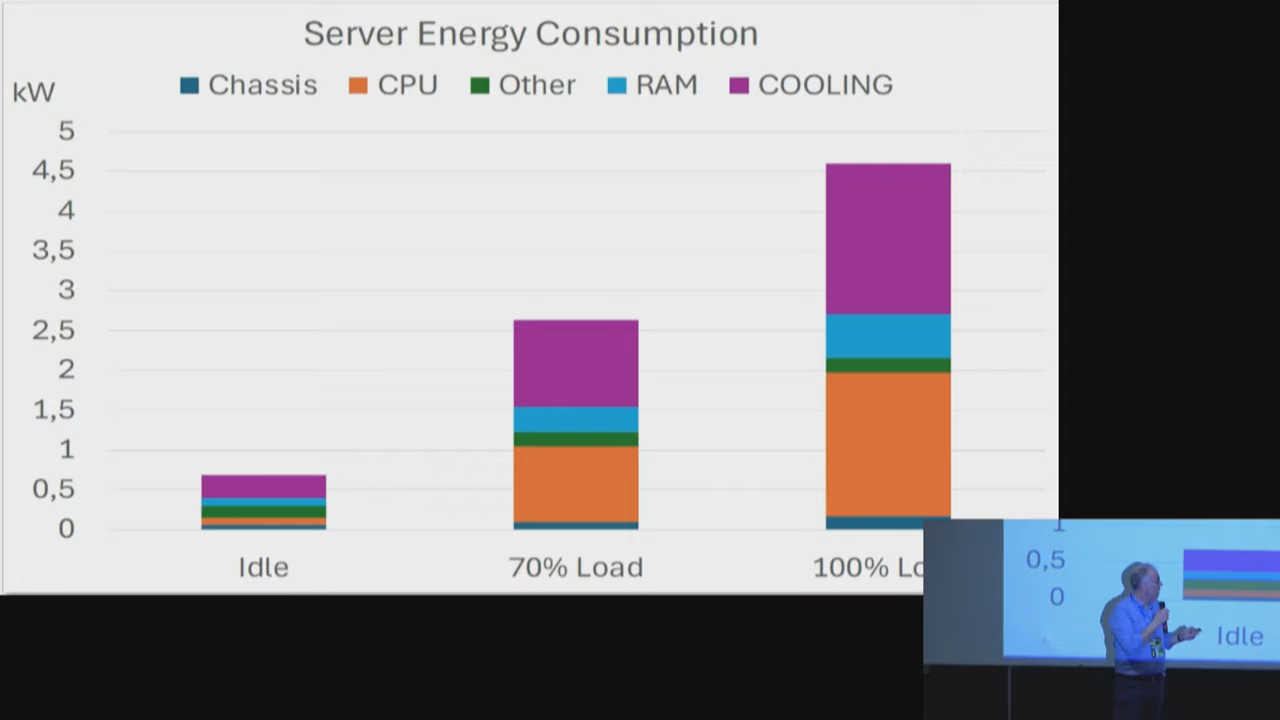 Server Energy Consumption
kW
Chassis CPU Other RAM COOLING
5
4,5
4
3,5
3
2,5
2
1,5
1
0,5
0
Idle 70% Load 100%
1
0,5
0
Idle